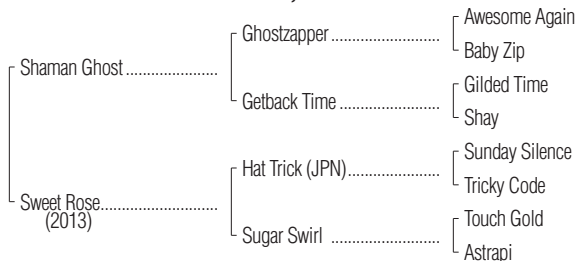 Awesome Again
Ghostzapper ......................
Baby Zip
Shaman Ghost .....................
Gilded Time
Getback Time ....................
Shay
Sunday Silence
Hat Trick (JPN)..................
Tricky Code
Sweet Rose.......................
(2013)
Touch Gold
Sugar Swirl ......................
Astrapi